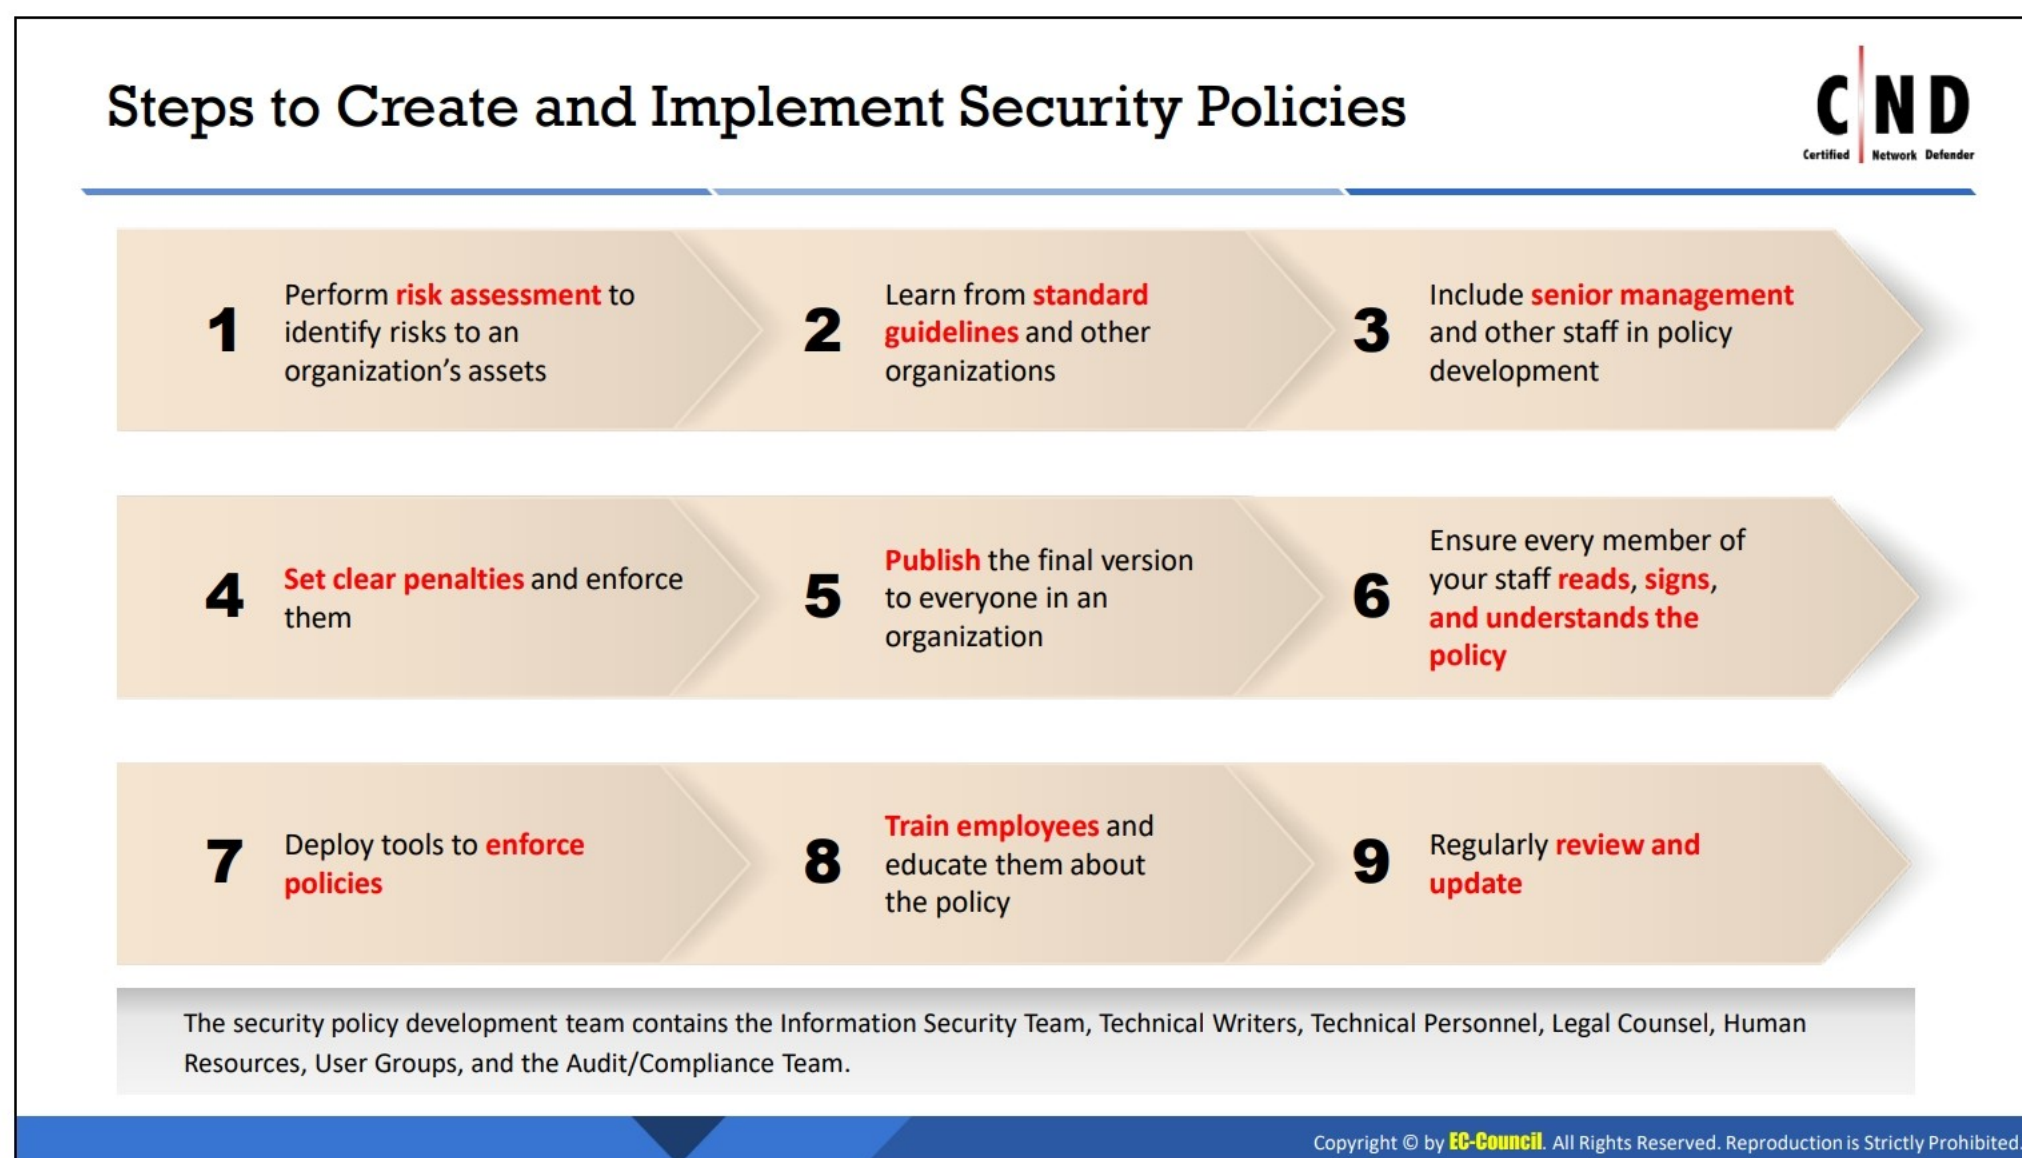 Steps to Create and Implement Security Policies
C ND
Certified Network Defender
1
Perform risk assessment to
identify risks to an
organization’s assets
2
Learn from standard
guidelines and other
organizations
3
Include senior management
and other staff in policy
development
4
Set clear penalties and enforce
them
5
Publish the final version
to everyone in an
organization
6
Ensure every member of
your staff reads, signs,
and understands the
policy
7
Deploy tools to enforce
policies
8
Train employees and
educate them about
the policy
9
Regularly review and
update
The security policy development team contains the Information Security Team, Technical Writers, Technical Personnel, Legal Counsel, Human
Resources, User Groups, and the Audit/Compliance Team.
Copyright © by EC-Council. All Rights Reserved. Reproduction is Strictly Prohibited.